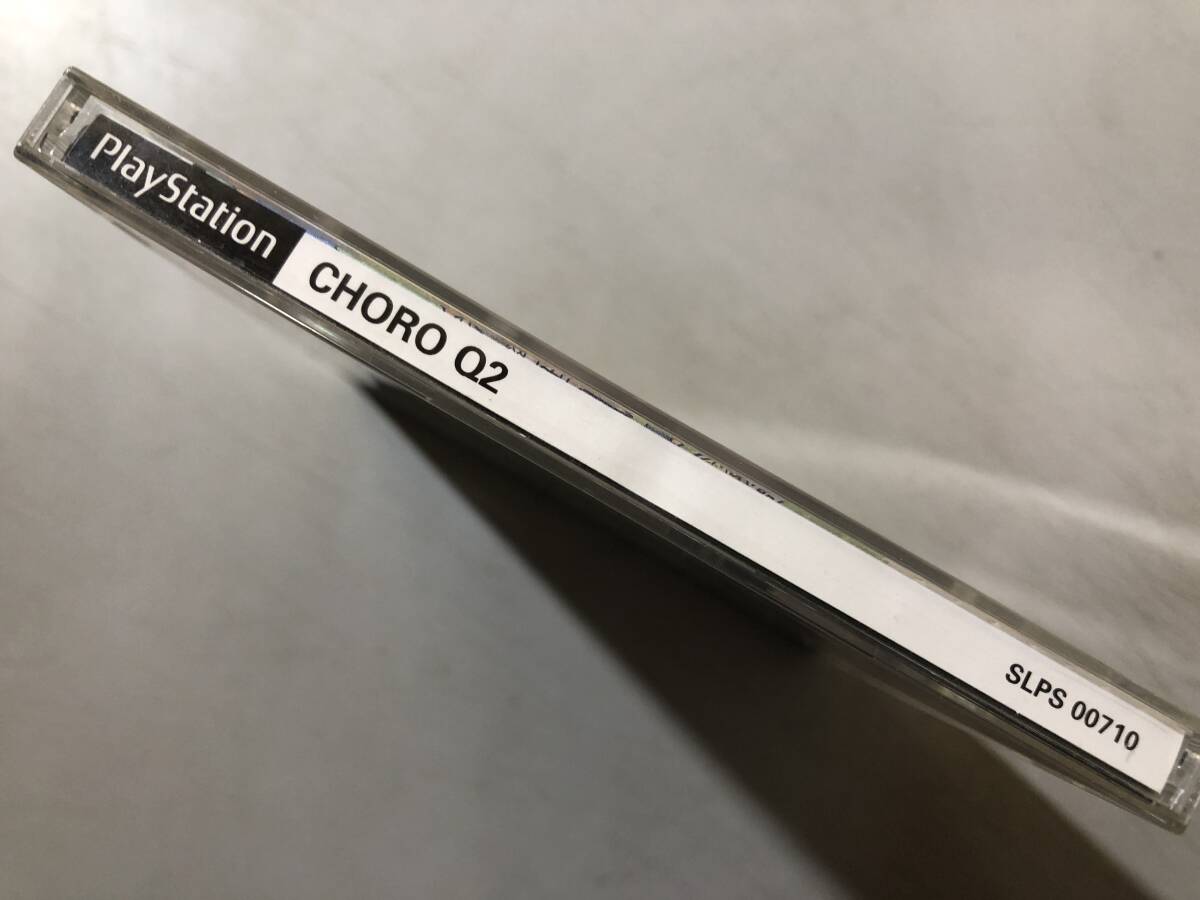 PlayStation
CHORO Q2
SLPS 00710